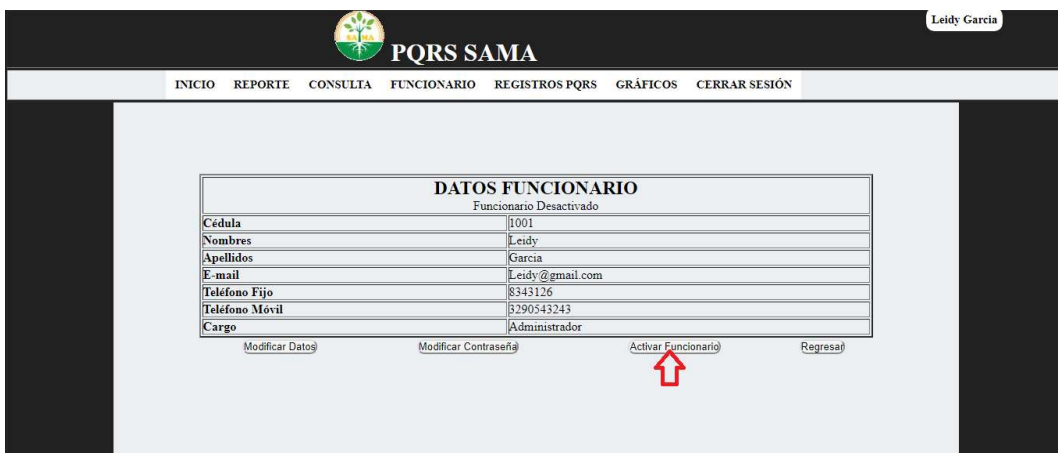 Leidy Garcia
SAMA
PQRS SAMA
INICIO REPORTE CONSULTA FUNCIONARIO REGISTROS PQRS GRÁFICOS CERRAR SESIÓN
DATOS FUNCIONARIO
Funcionario Desactivado
Cédula 1001
Nombres Leidy
Apellidos Garcia
E-mail Leidy@gmail.com
Teléfono Fijo 8343126
Teléfono Móvil 3290543243
Cargo Administrador
Modificar Datos Modificar Contraseña Activar Funcionario Regresar